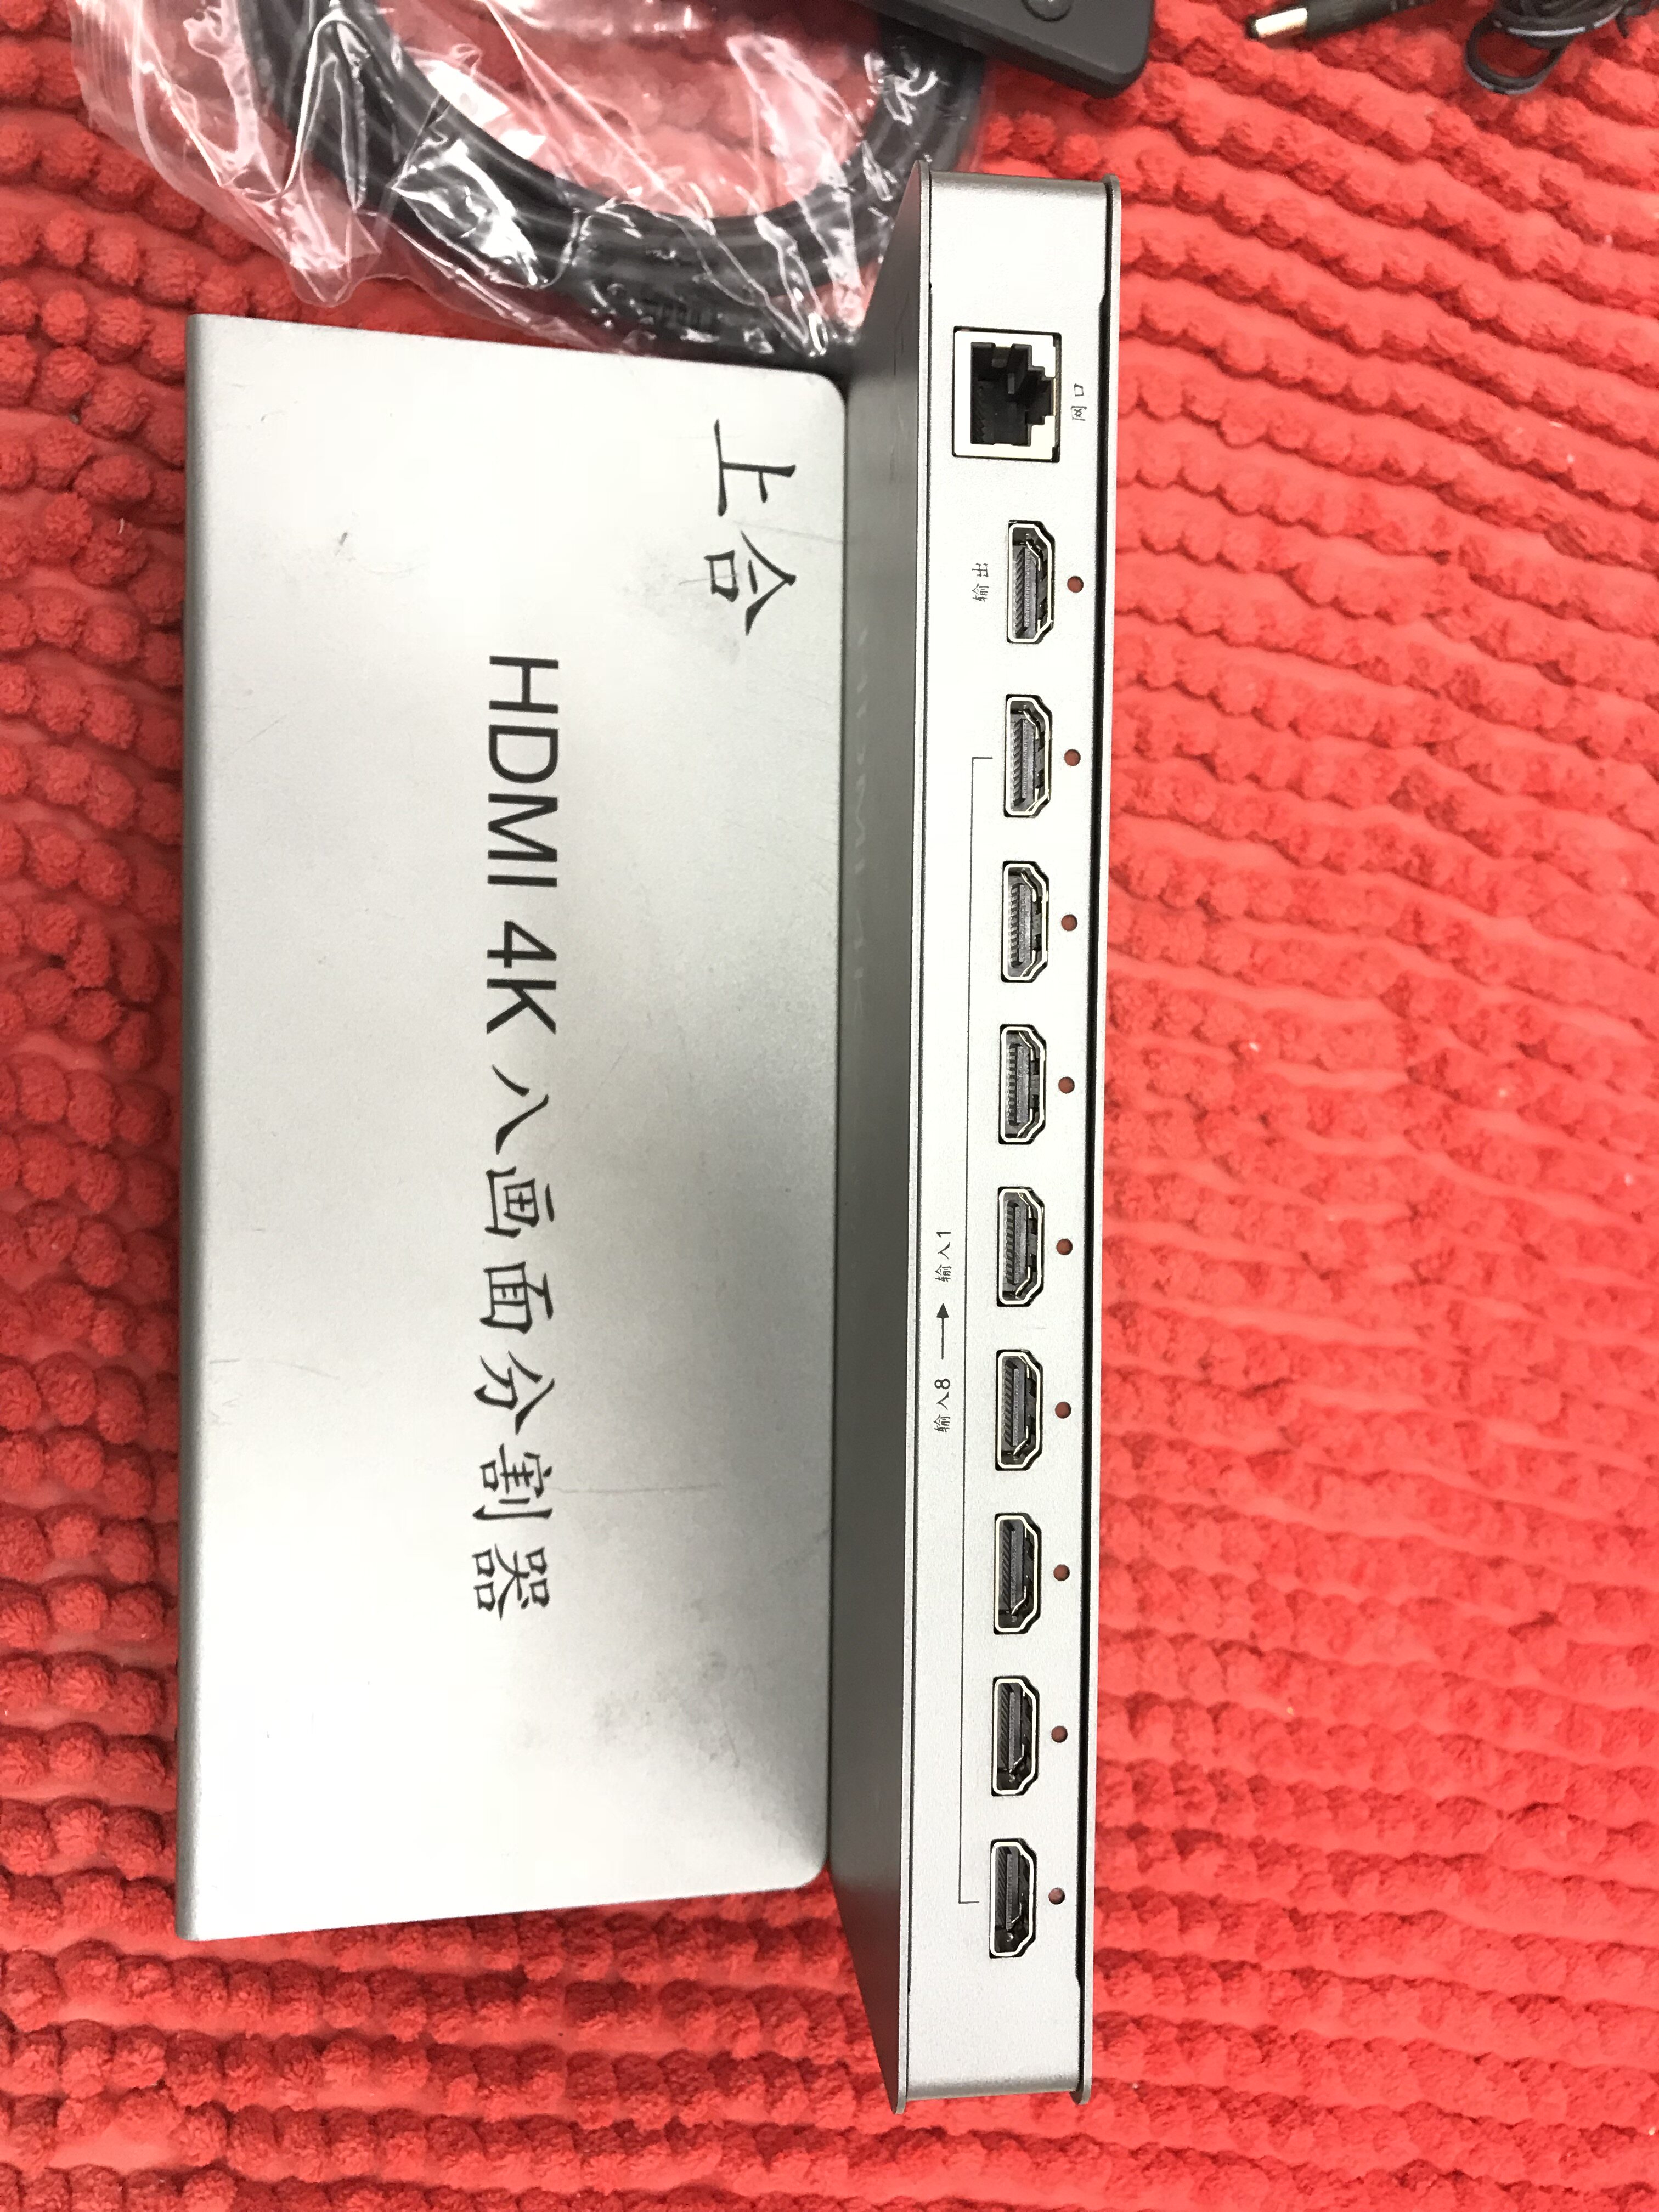 上合
HDMI 4K 八画面分割器
网口
输出
输入8 → 输入1